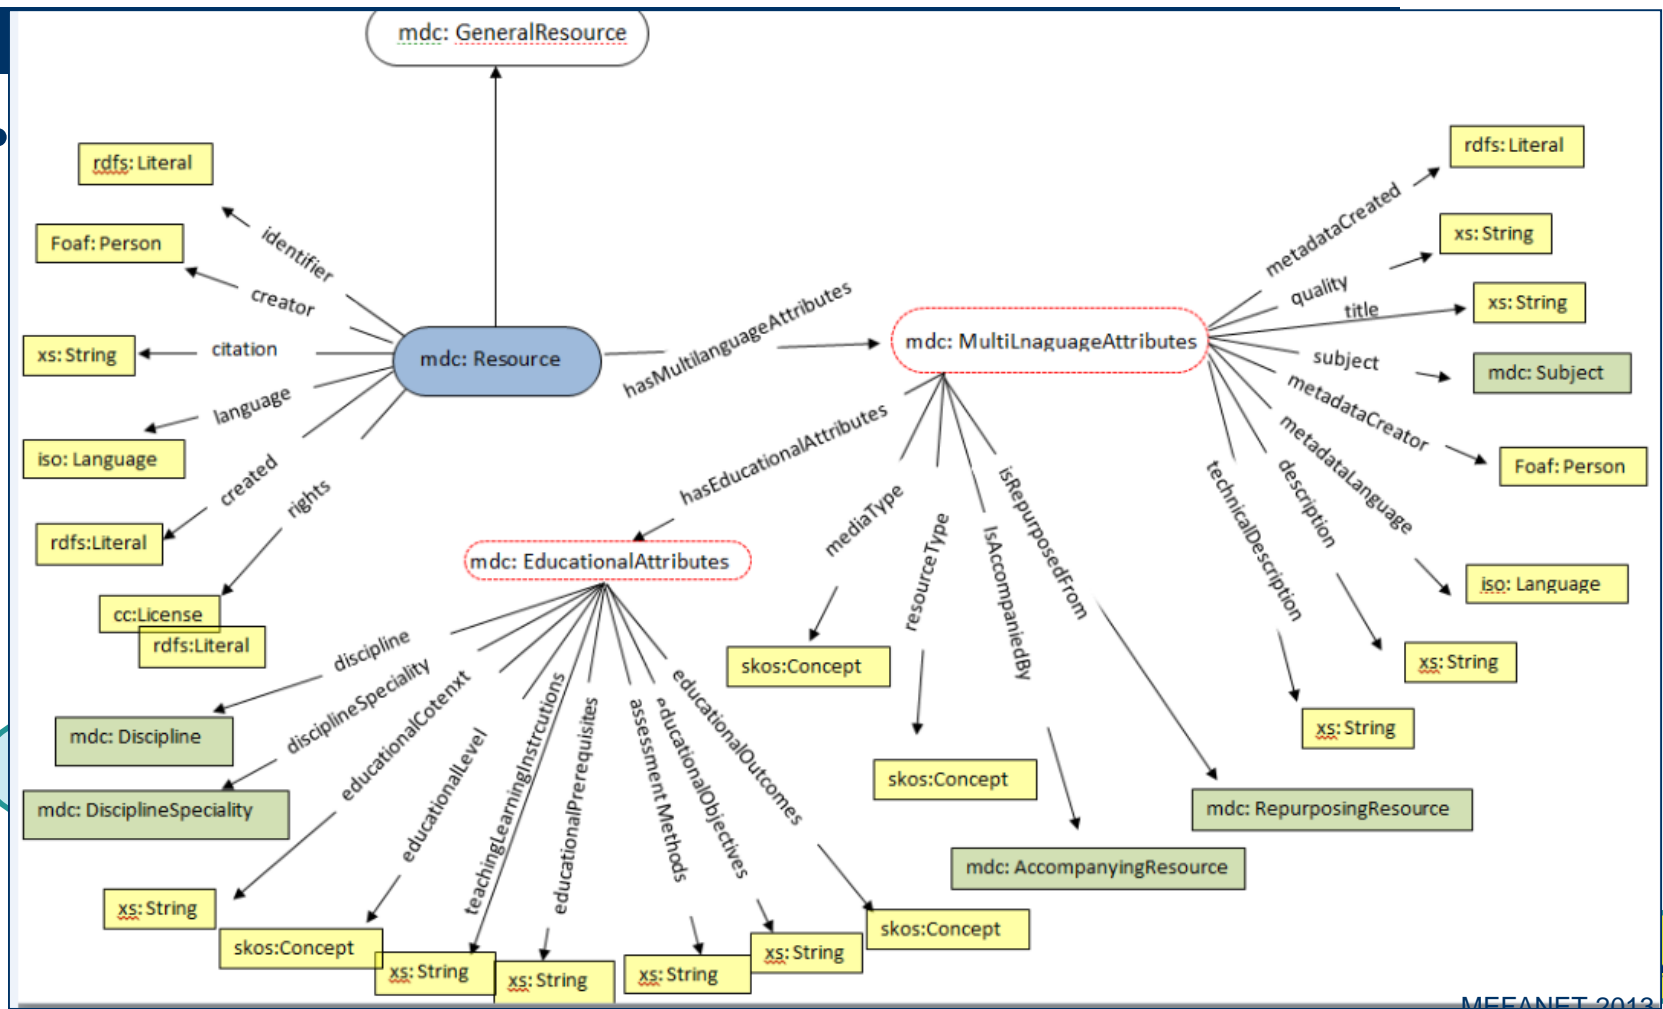 mdc: GeneralResource
rdfs: Literal
Foaf: Person
xs: String
iso: Language
rdfs:Literal
cc:License
rdfs:Literal
identifier
creator
citation
language
created
rights
mdc: Resource
hasMultilanguageAttributes
mdc: MultiLnaguageAttributes
metadataCreated
quality
title
subject
metadataCreator
metadataLanguage
description
technicalDescription
rdfs: Literal
xs: String
xs: String
mdc: Subject
Foaf: Person
iso: Language
xs: String
xs: String
hasEducationalAttributes
mediaType
resourceType
IsAccompaniedBy
isRepurposedFrom
skos:Concept
skos:Concept
mdc: AccompanyingResource
mdc: RepurposingResource
mdc: EducationalAttributes
discipline
disciplineSpeciality
educationalCotenxt
educationalLevel
teachingLearningInstrcutions
educationalPrerequisites
assessment Methods
educationalObjectives
educationalOutcomes
mdc: Discipline
mdc: DisciplineSpeciality
xs: String
skos:Concept
xs: String
xs: String
xs: String
xs: String
skos:Concept
MEFANET 2013